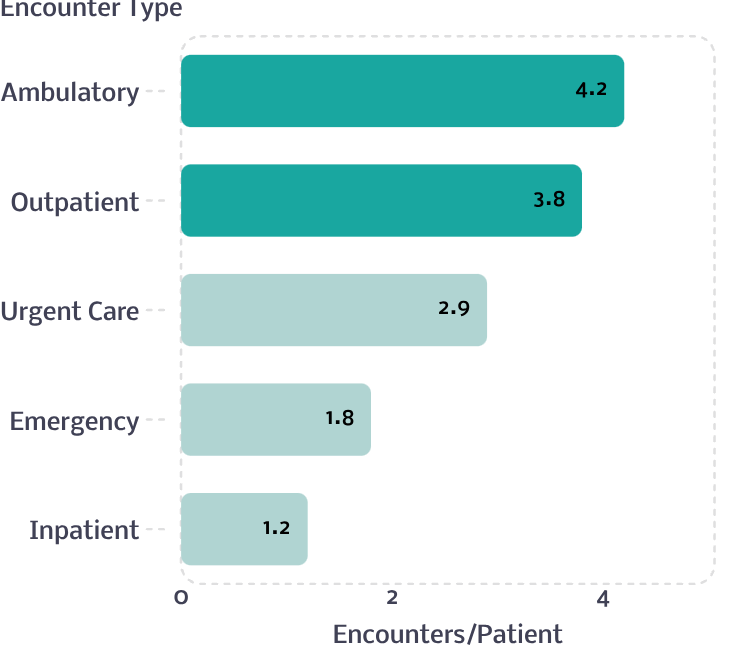 Encounter Type
Ambulatory
4.2
Outpatient
3.8
Urgent Care
2.9
Emergency
1.8
Inpatient
1.2
0 2 4
Encounters/Patient